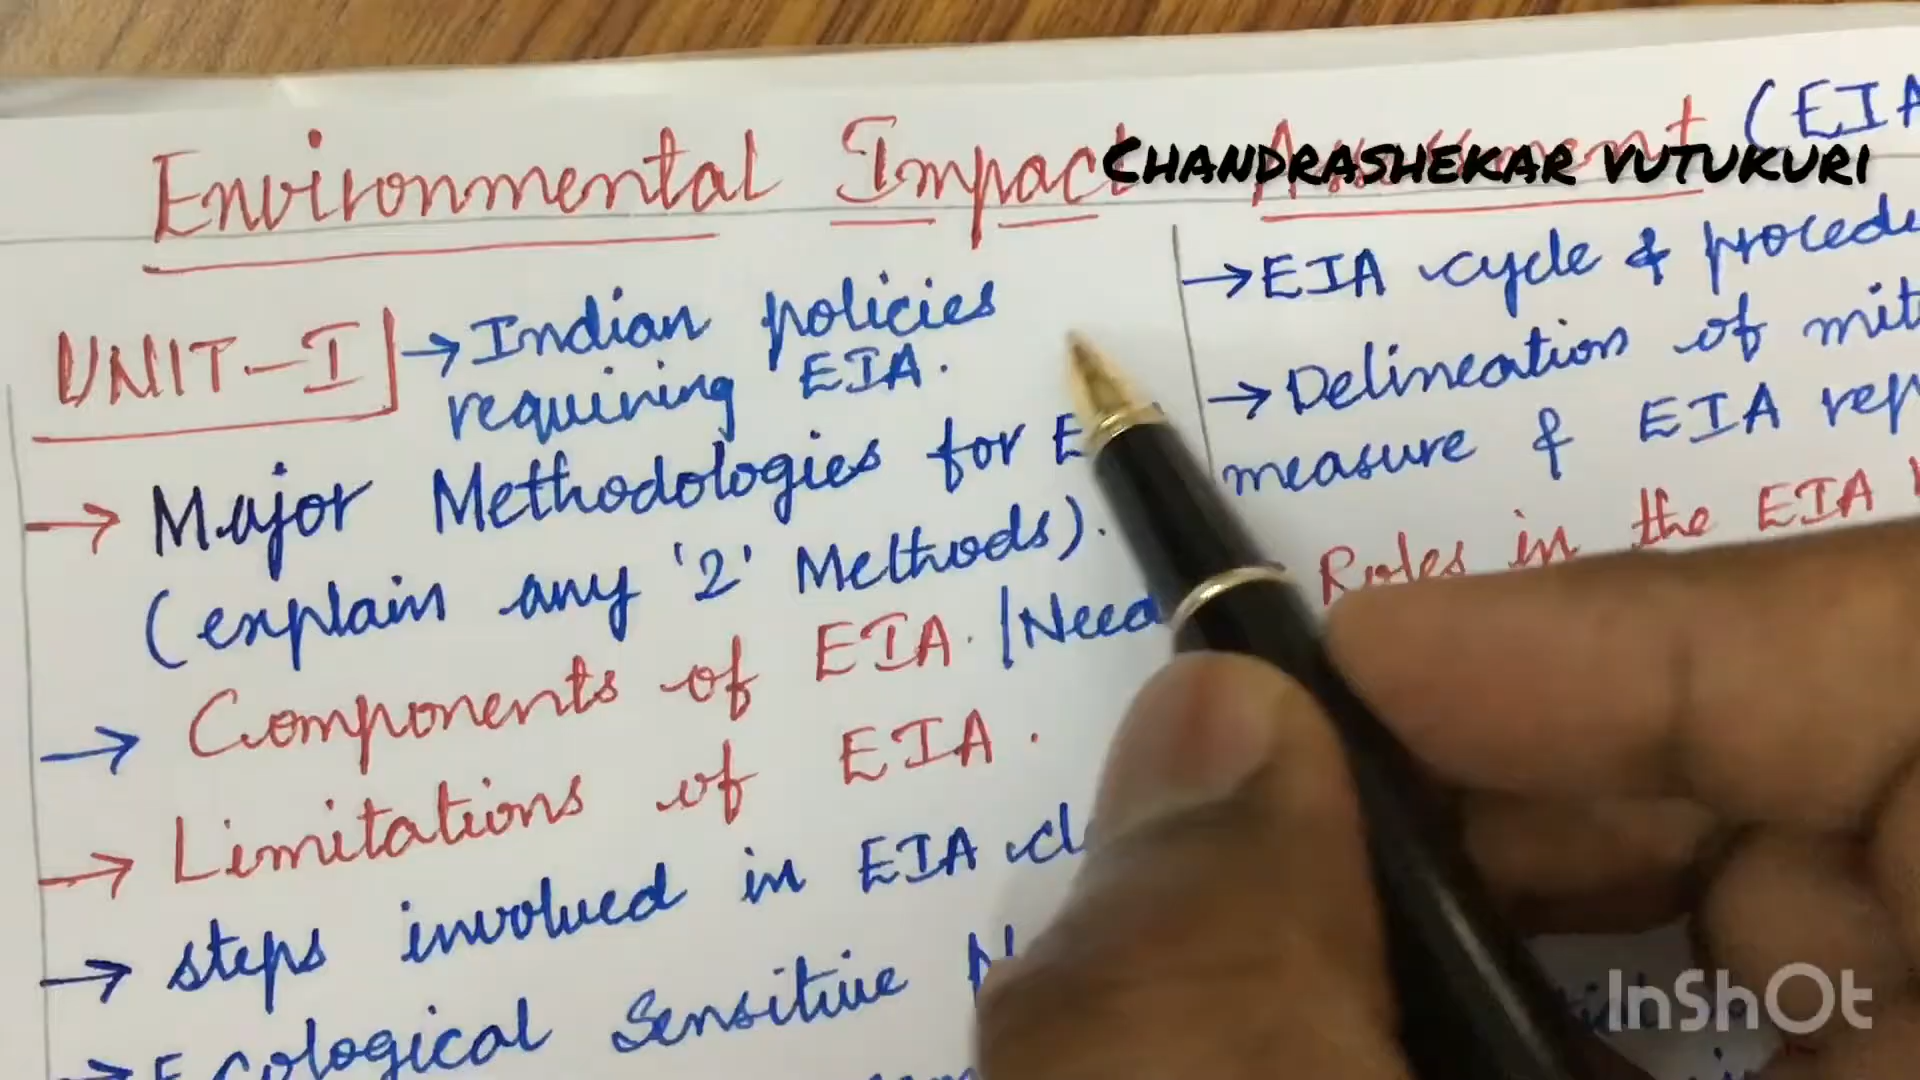 Environmental Impact Assessment (EIA
CHANDRASHEKAR VUTUKURI
UNIT-I → Indian policies
requiring EIA.
→ Major Methodologies for
(explain any '2' Methods).
→ Components of EIA. / Need
→ Limitations of EIA.
→ steps involved in EIA
→ Ecological Sensitive
→ EIA cycle & procedu
→ Delineation of mit
measure & EIA rep
Roles in the EIA
InShOt